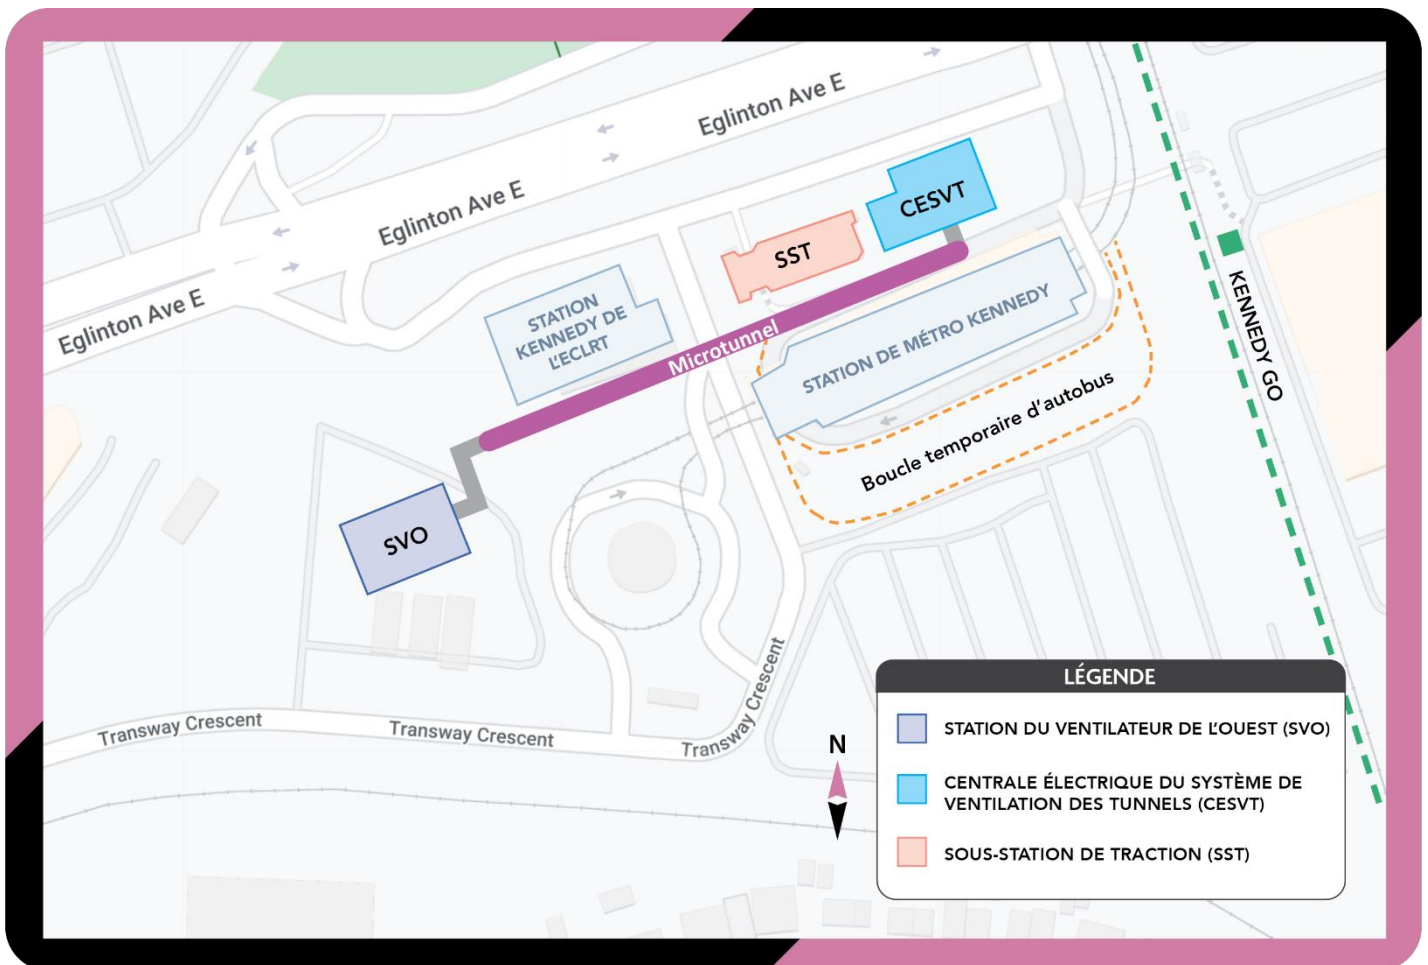 Eglinton Ave E
Eglinton Ave E
Eglinton Ave E
CESVT
SST
STATION
KENNEDY DE
L'ECLRT
Microtunnel
STATION DE MÉTRO KENNEDY
KENNEDY GO
Boucle temporaire d'autobus
SVO
Transway Crescent
Transway Crescent
Transway Crescent
N
LÉGENDE
STATION DU VENTILATEUR DE L'OUEST (SVO)
CENTRALE ÉLECTRIQUE DU SYSTÈME DE
VENTILATION DES TUNNELS (CESVT)
SOUS-STATION DE TRACTION (SST)